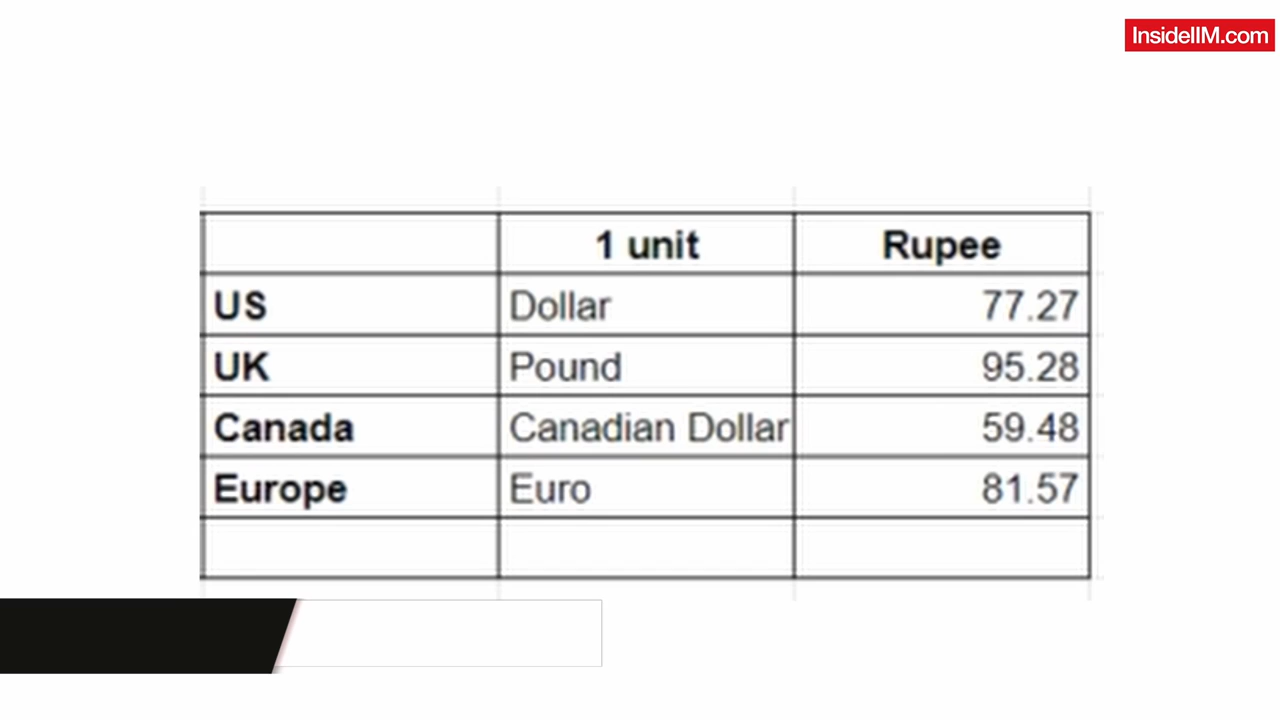 InsideIIM.com
1 unit Rupee
US Dollar 77.27
UK Pound 95.28
Canada Canadian Dollar 59.48
Europe Euro 81.57